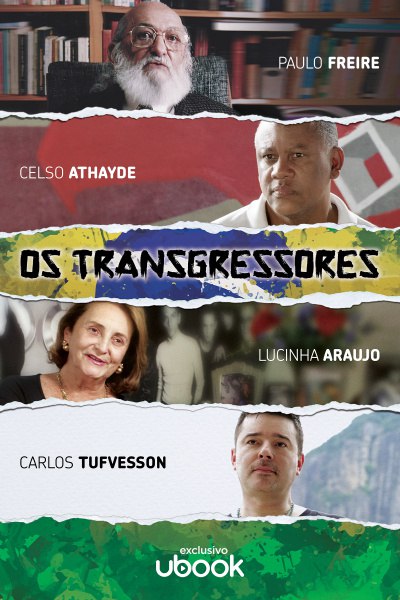 PAULO FREIRE
CELSO ATHAYDE
OS TRANSGRESSORES
LUCINHA ARAUJO
CARLOS TUFVESSON
exclusivo
ubook